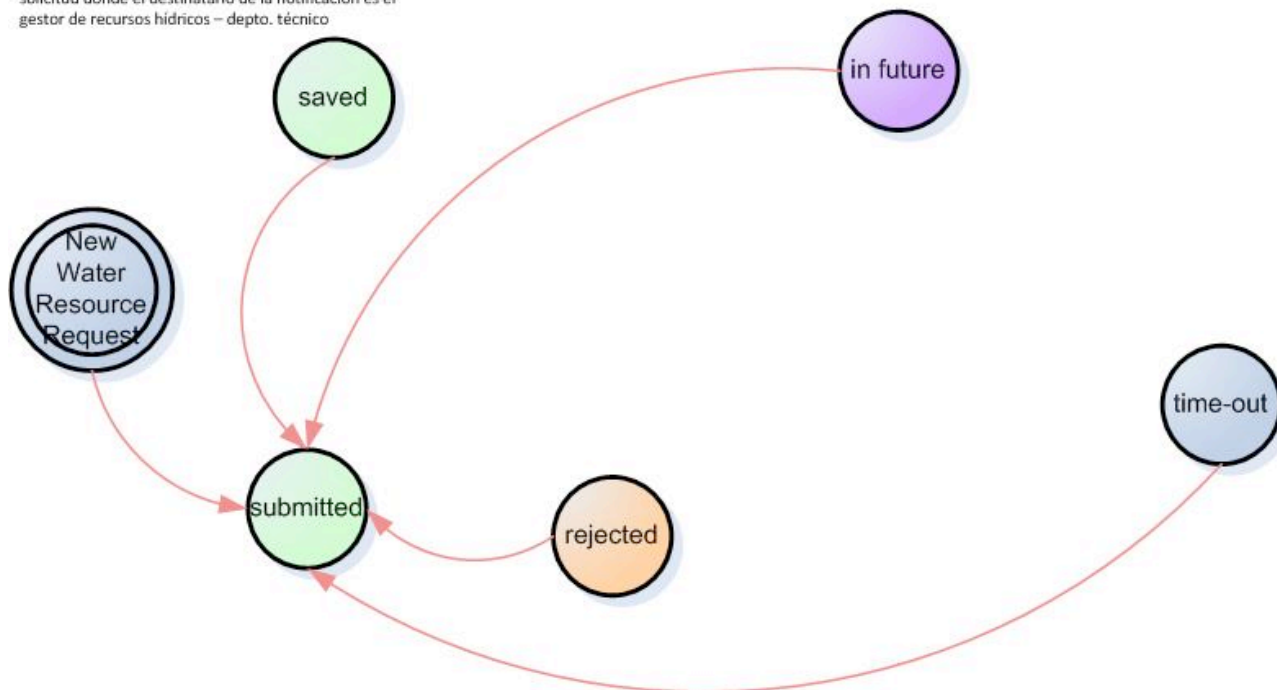 solicitud donde el destinatario de la notificación es el
gestor de recursos hídricos – depto. técnico
saved
in future
New
Water
Resource
Request
time-out
submitted
rejected